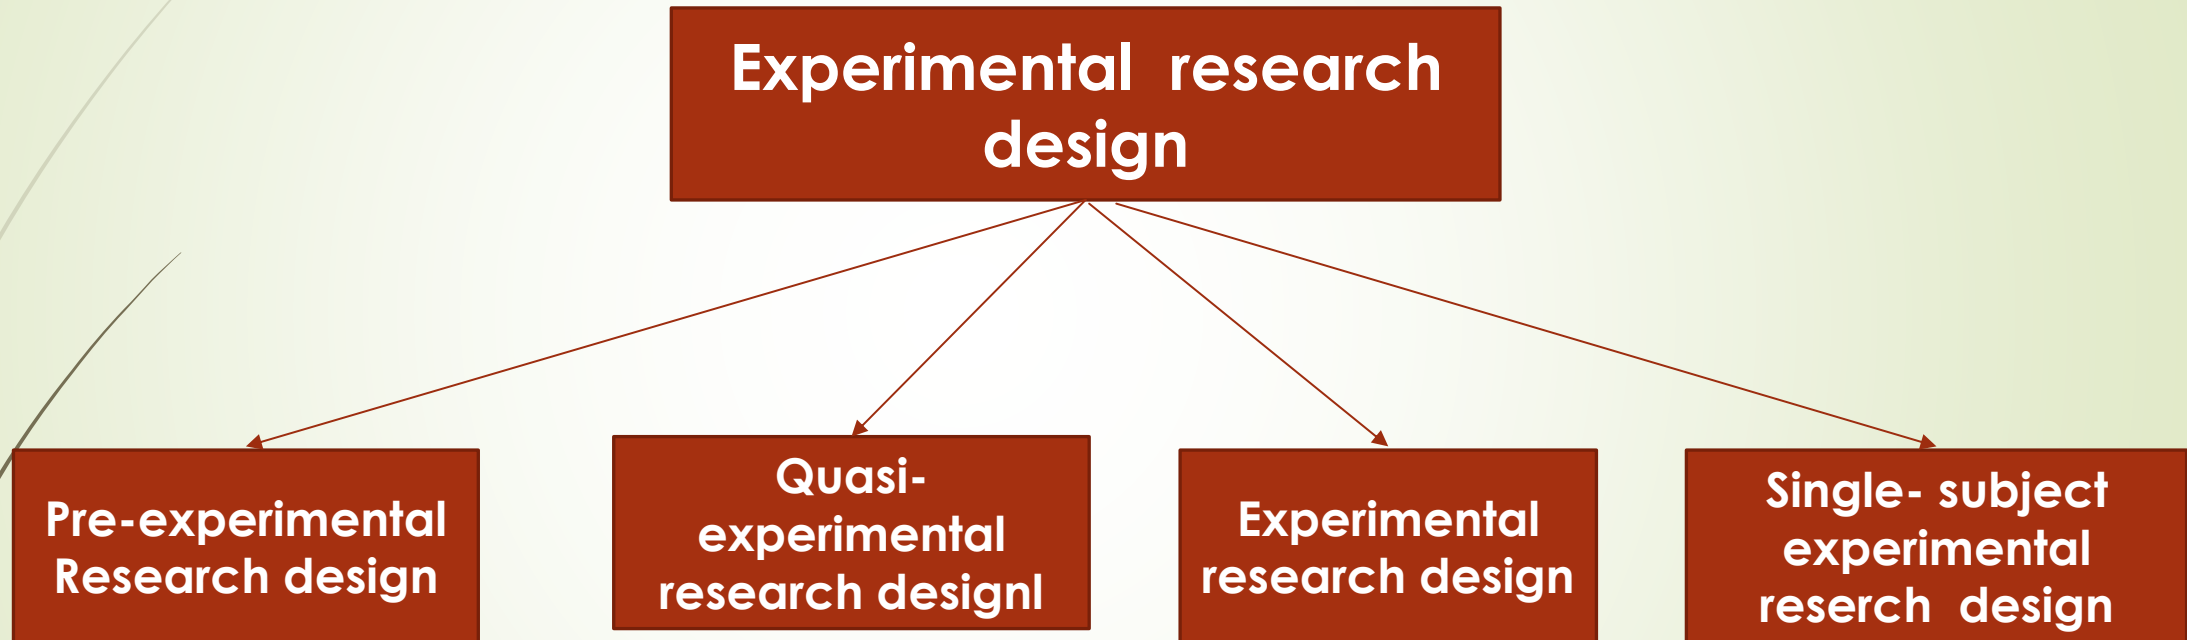 Experimental  research
design
Pre-experimental
Research design
Quasi-
experimental
research designl
Experimental
research design
Single- subject
experimental
reserch  design